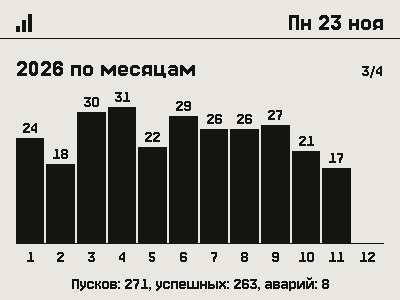 Пн 23 ноя
2026 по месяцам
3/4
24 18 30 31 22 29 26 26 27 21 17
1 2 3 4 5 6 7 8 9 10 11 12
Пусков: 271, успешных: 263, аварий: 8